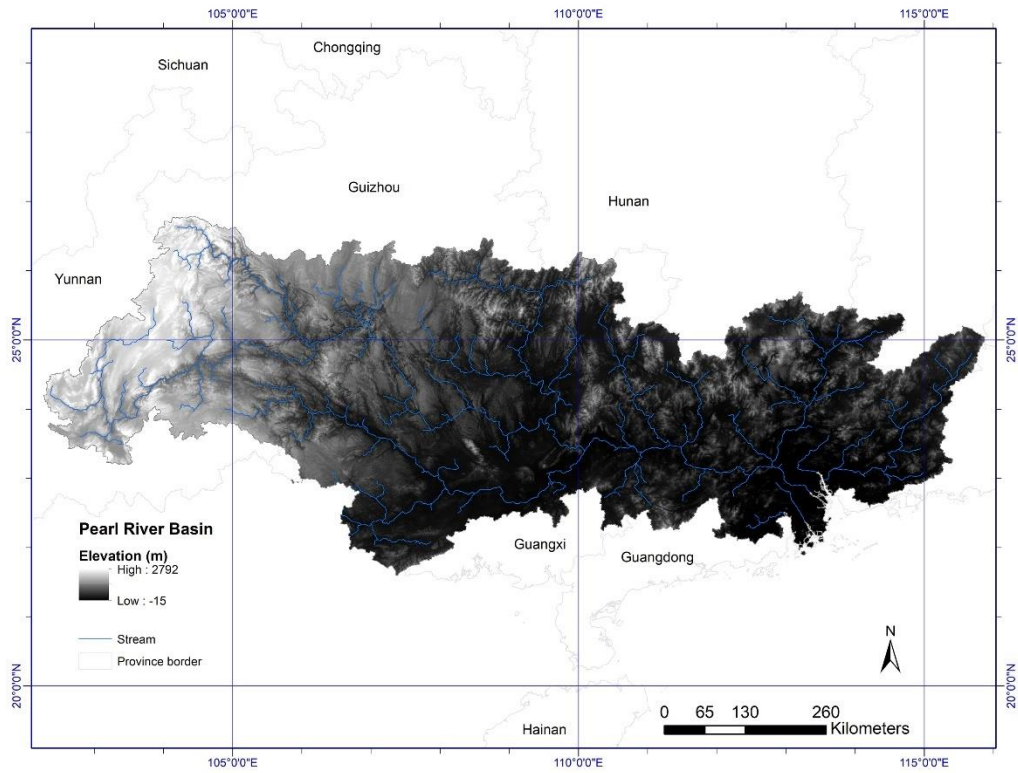 105°0'0"E 110°0'0"E 115°0'0"E
Chongqing
Sichuan
Guizhou
Hunan
Yunnan
25°0'0"N 25°0'0"N
Pearl River Basin
Elevation (m)
High : 2792
Low : -15
Stream
Province border
Guangxi
Guangdong
N
20°0'0"N 20°0'0"N
0 65 130 260
Kilometers
Hainan
105°0'0"E 110°0'0"E 115°0'0"E